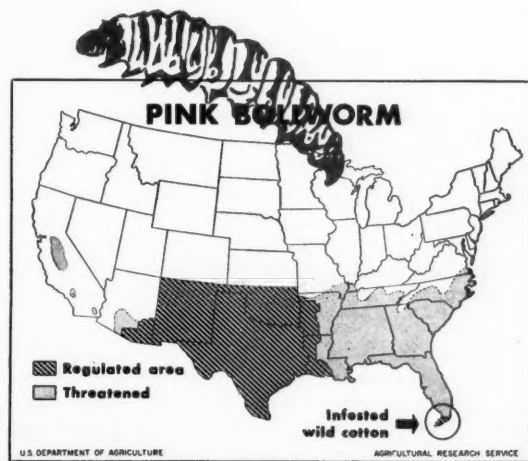 PINK BOLLWORM
Regulated area
Threatened
Infested
wild cotton
U.S. DEPARTMENT OF AGRICULTURE
AGRICULTURAL RESEARCH SERVICE